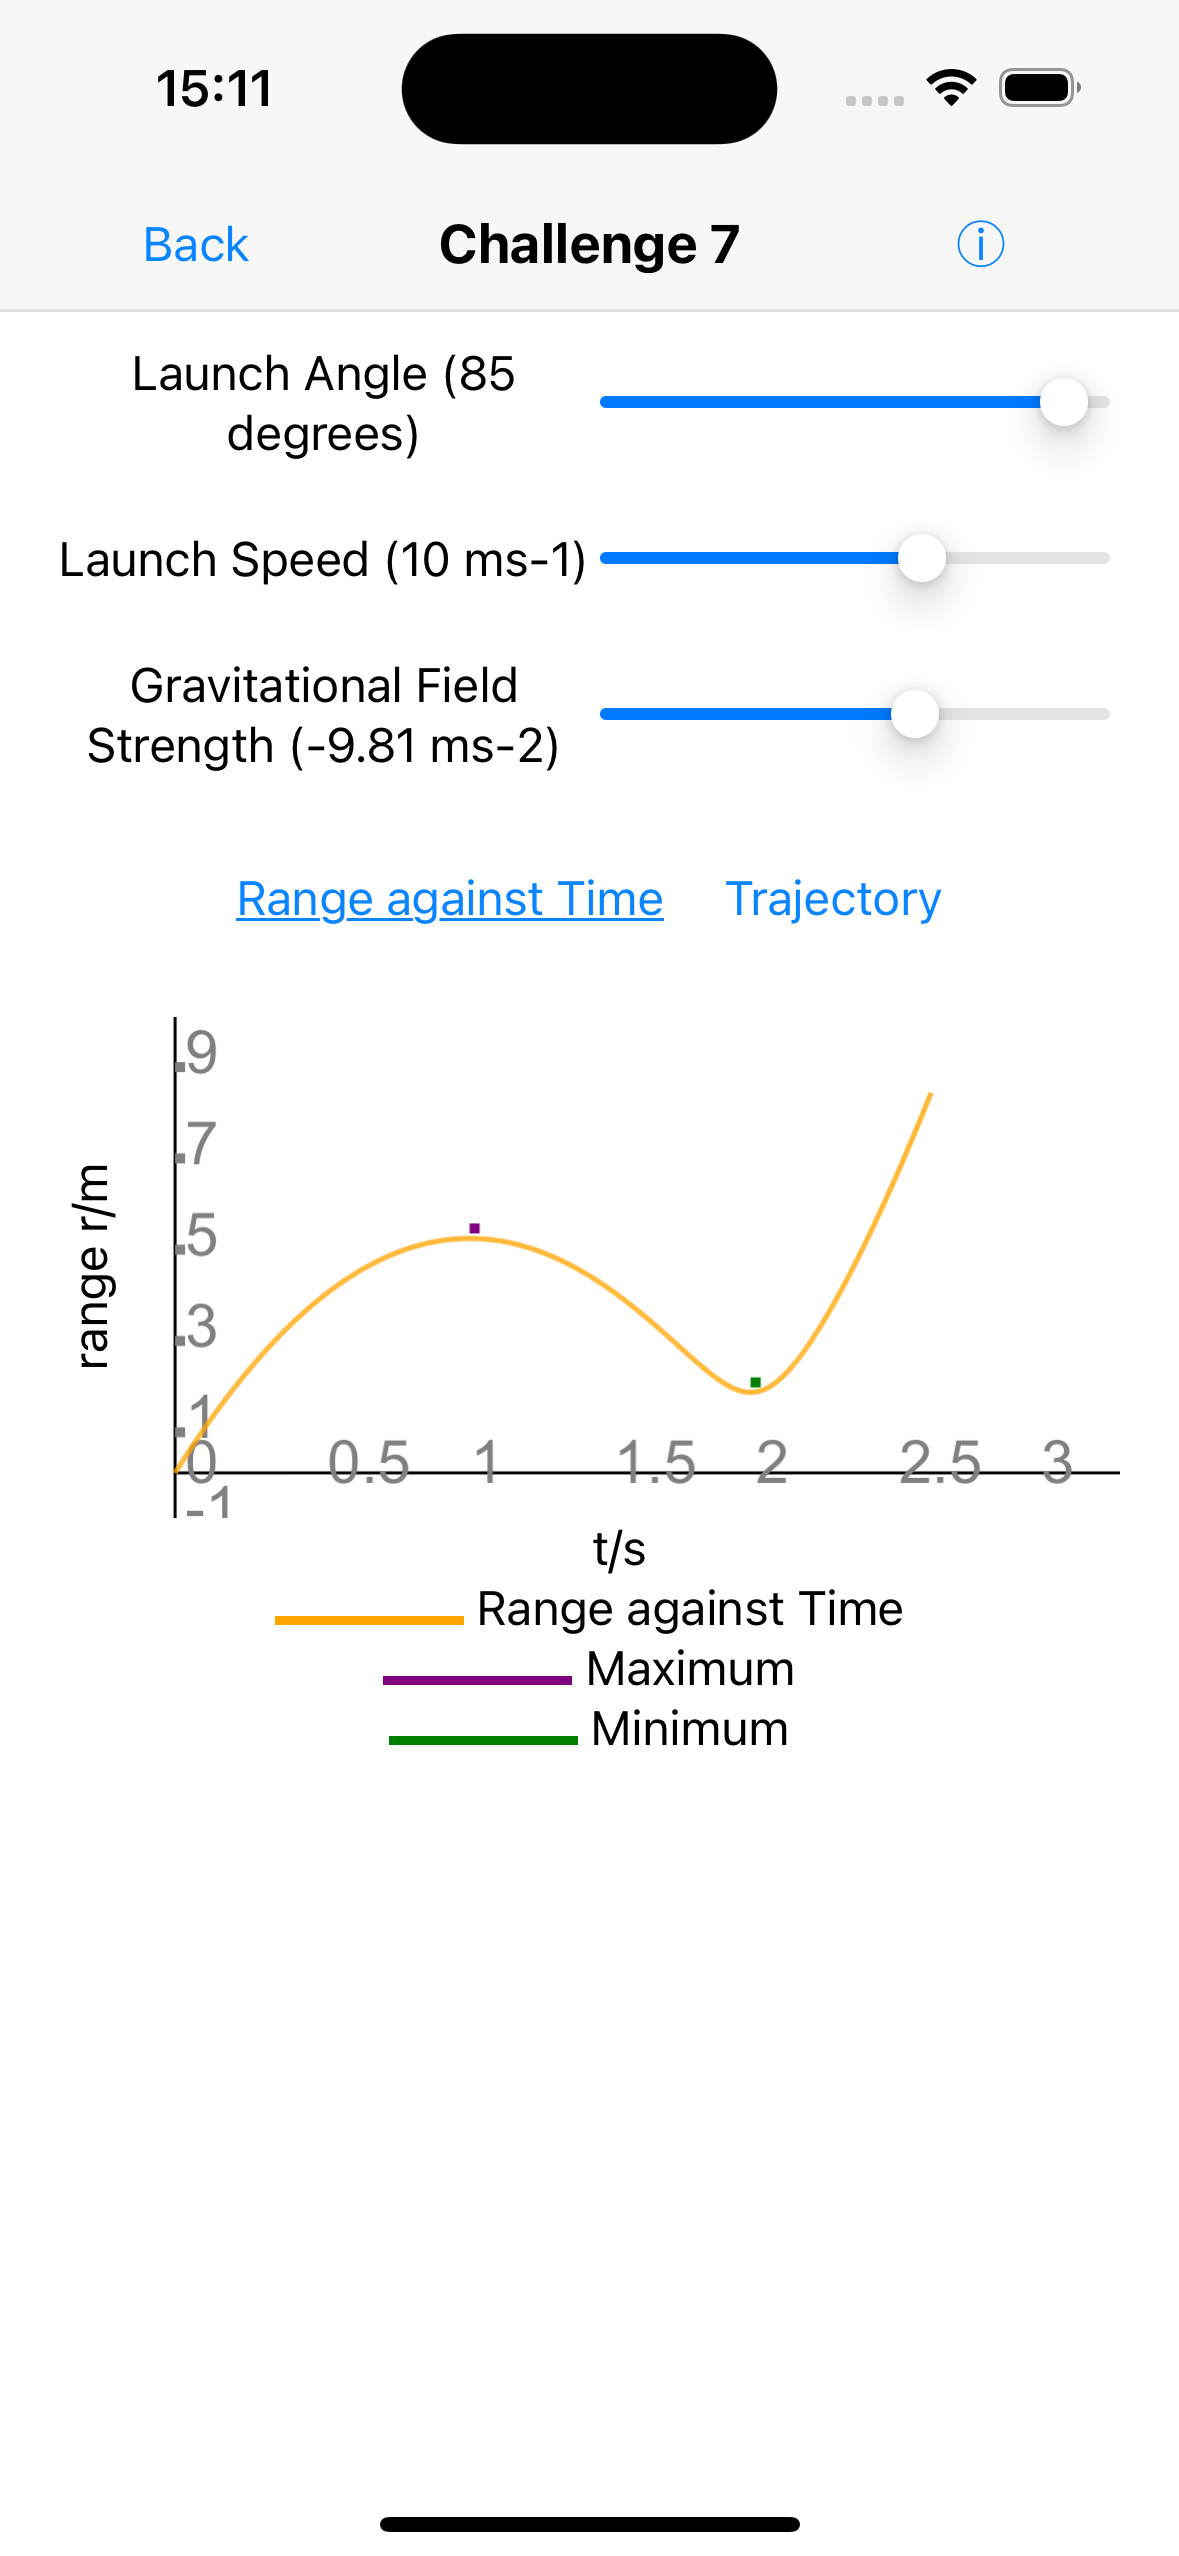 15:11
Back
Challenge 7
Launch Angle (85
degrees)
Launch Speed (10 ms-1)
Gravitational Field
Strength (-9.81 ms-2)
Range against Time
Trajectory
9
7
5
3
1
0 0.5 1 1.5 2 2.5 3
-1
range r/m
t/s
Range against Time
Maximum
Minimum